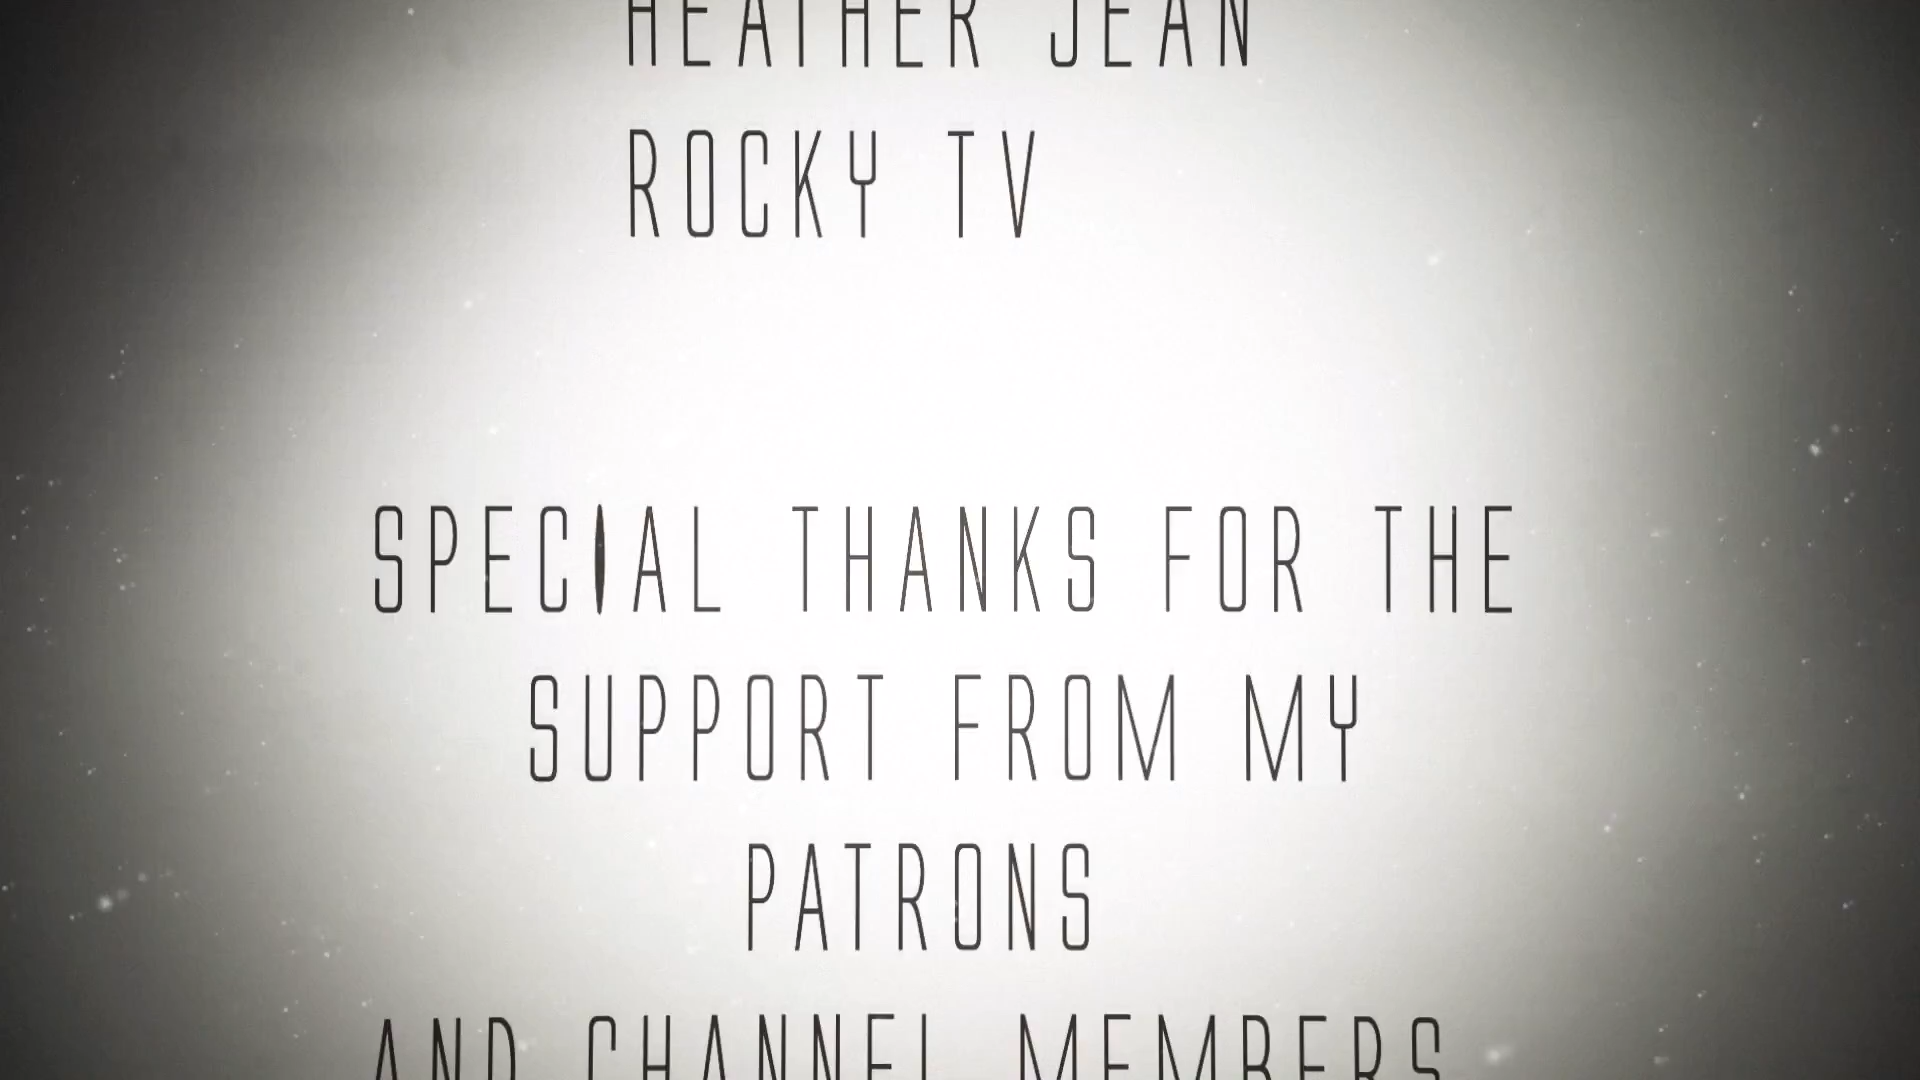 HEATHER JEAN
ROCKY TV
SPECIAL THANKS FOR THE
SUPPORT FROM MY
PATRONS
AND CHANNEL MEMBERS